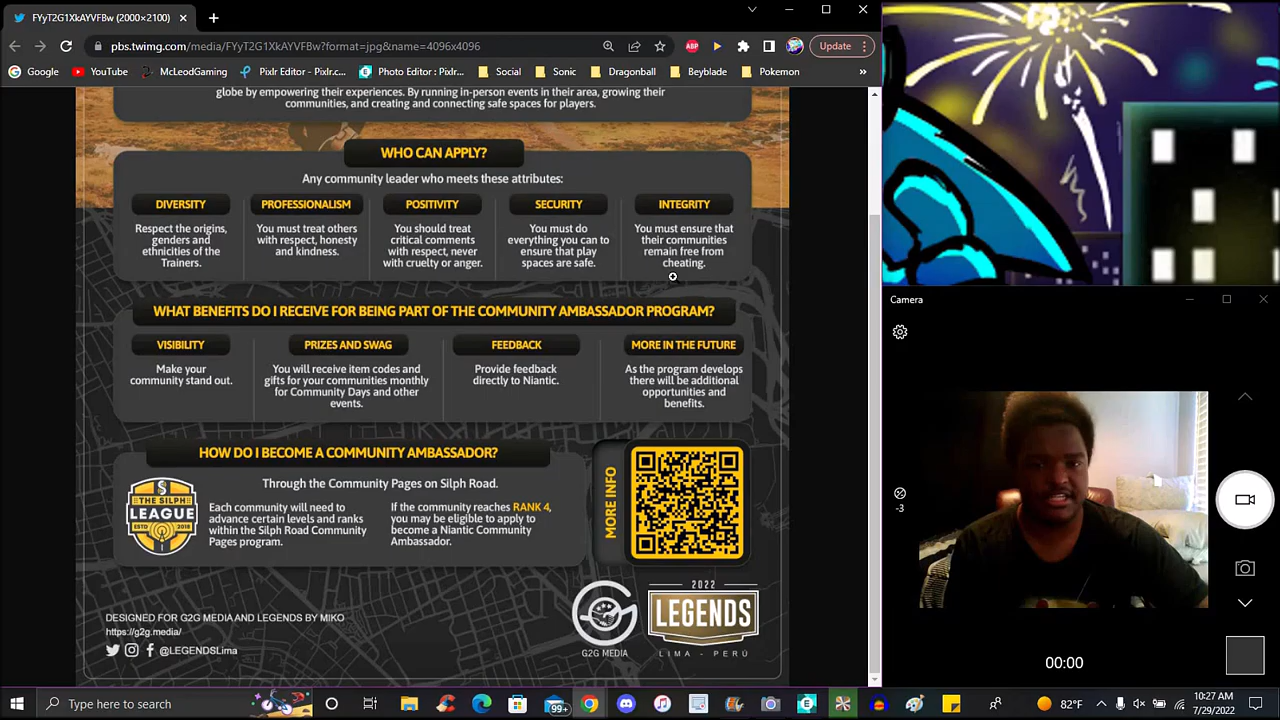 FYyT2G1XkAYVFBw (2000×2100)
pbs.twimg.com/media/FYyT2G1XkAYVFBw?format=jpg&name=4096x4096
ABP
Update
Google
YouTube
McLeodGaming
Pixlr Editor - Pixlr.c...
Photo Editor : Pixlr...
Social
Sonic
Dragonball
Beyblade
Pokemon
»
globe by empowering their experiences. By running in-person events in their area, growing their
communities, and creating and connecting safe spaces for players.
WHO CAN APPLY?
Any community leader who meets these attributes:
DIVERSITY
Respect the origins,
genders and
ethnicities of the
Trainers.
PROFESSIONALISM
You must treat others
with respect, honesty
and kindness.
POSITIVITY
You should treat
critical comments
with respect, never
with cruelty or anger.
SECURITY
You must do
everything you can to
ensure that play
spaces are safe.
INTEGRITY
You must ensure that
their communities
remain free from
cheating.
WHAT BENEFITS DO I RECEIVE FOR BEING PART OF THE COMMUNITY AMBASSADOR PROGRAM?
VISIBILITY
Make your
community stand out.
PRIZES AND SWAG
You will receive item codes and
gifts for your communities monthly
for Community Days and other
events.
FEEDBACK
Provide feedback
directly to Niantic.
MORE IN THE FUTURE
As the program develops
there will be additional
opportunities and
benefits.
HOW DO I BECOME A COMMUNITY AMBASSADOR?
Through the Community Pages on Silph Road.
THE SILPH
LEAGUE
ESTD 2018
Each community will need to
advance certain levels and ranks
within the Silph Road Community
Pages program.
If the community reaches RANK 4,
you may be eligible to apply to
become a Niantic Community
Ambassador.
MORE INFO
DESIGNED FOR G2G MEDIA AND LEGENDS BY MIKO
https://g2g.media/
@LEGENDSLima
G2G MEDIA
2022
LEGENDS
LIMA - PERÚ
Camera
-3
00:00
Type here to search
99+
82°F
10:27 AM
7/29/2022